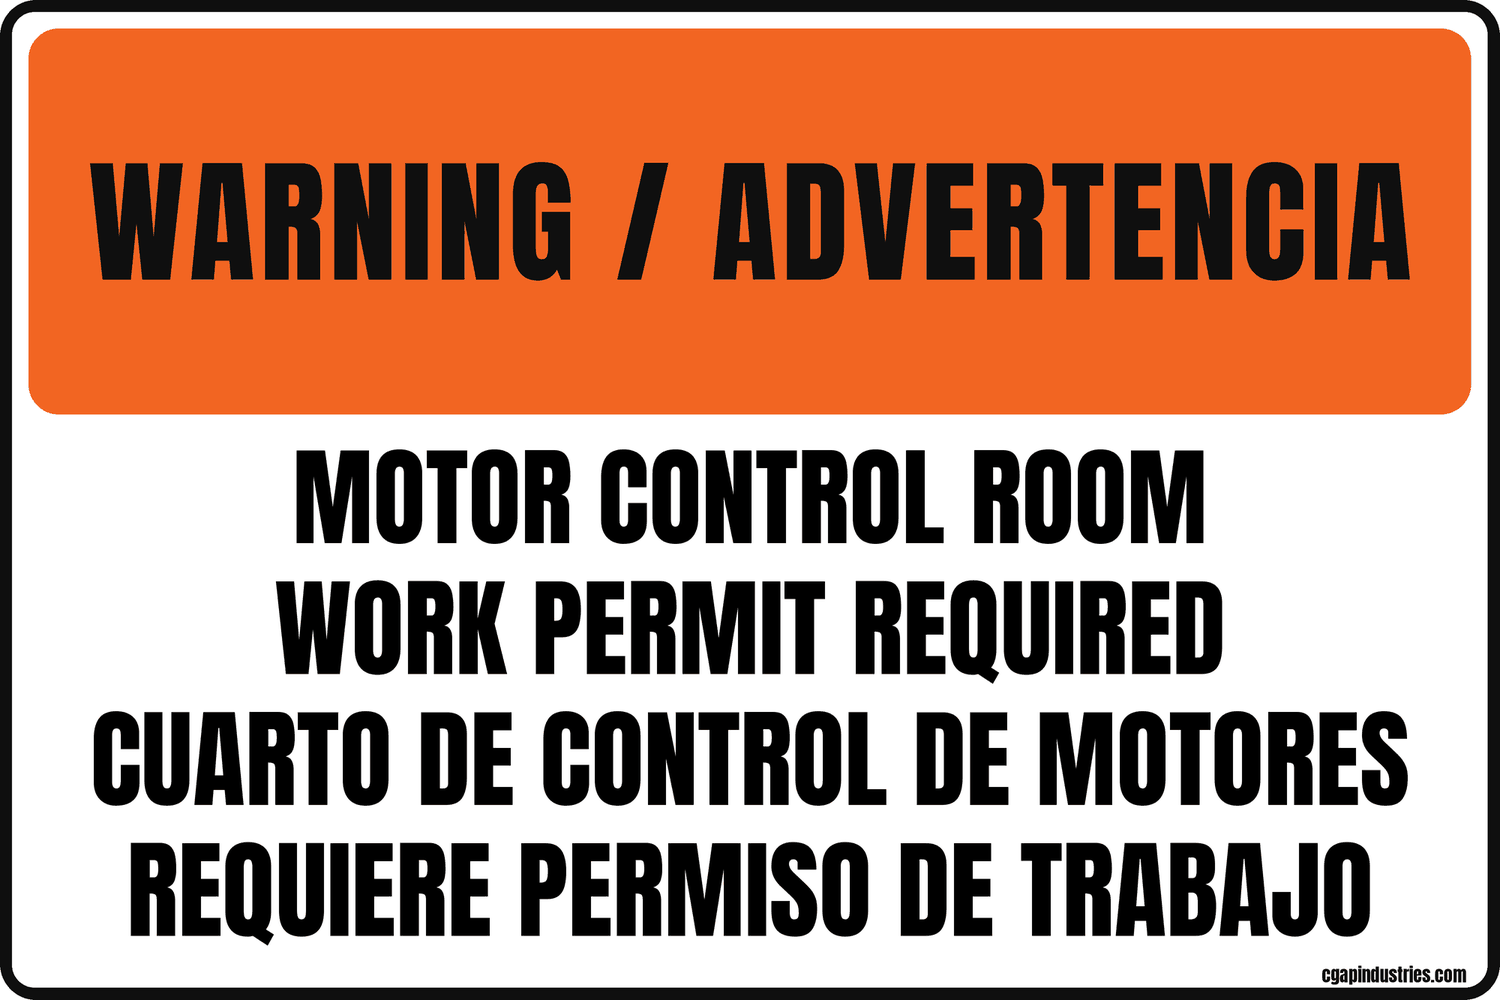 WARNING / ADVERTENCIA
MOTOR CONTROL ROOM
WORK PERMIT REQUIRED
CUARTO DE CONTROL DE MOTORES
REQUIERE PERMISO DE TRABAJO
cgapindustries.com